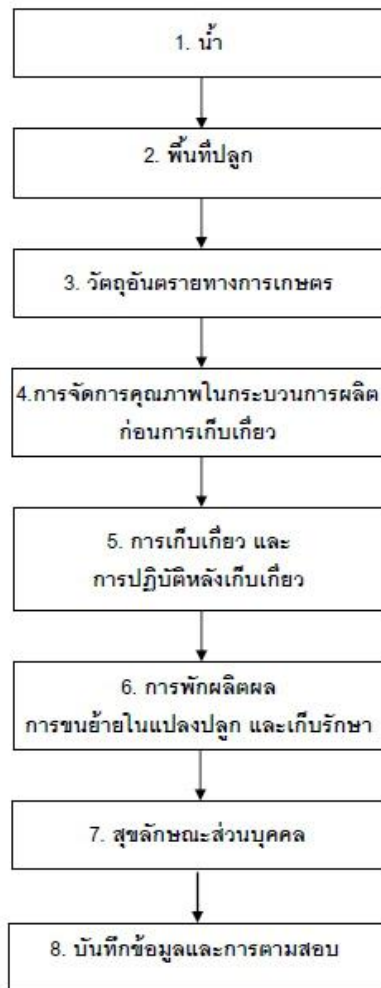 1. น้ำ
2. พื้นที่ปลูก
3. วัตถุอันตรายทางการเกษตร
4.การจัดการคุณภาพในกระบวนการผลิต
ก่อนการเก็บเกี่ยว
5. การเก็บเกี่ยว และ
การปฏิบัติหลังเก็บเกี่ยว
6. การพักผลิตผล
การขนย้ายในแปลงปลูก และเก็บรักษา
7. สุขลักษณะส่วนบุคคล
8. บันทึกข้อมูลและการตามสอบ